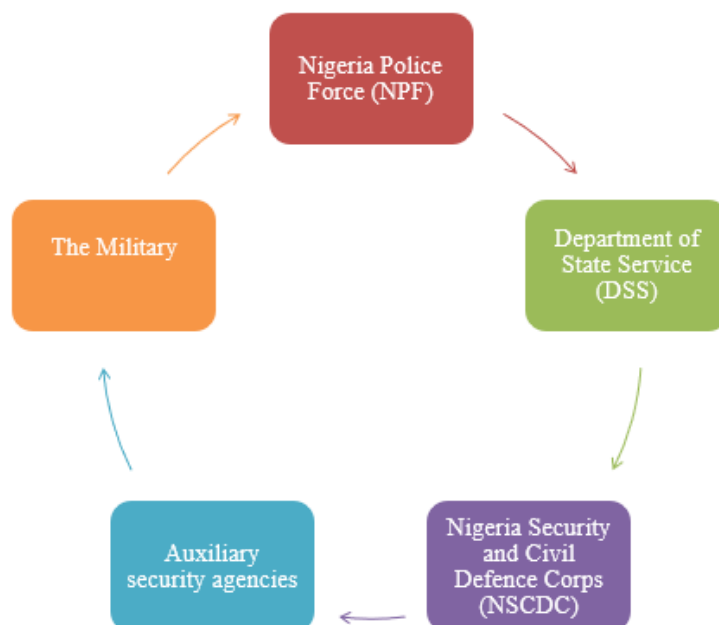 Nigeria Police
Force (NPF)
Department of
State Service
(DSS)
Nigeria Security
and Civil
Defence Corps
(NSCDC)
Auxiliary
security agencies
The Military